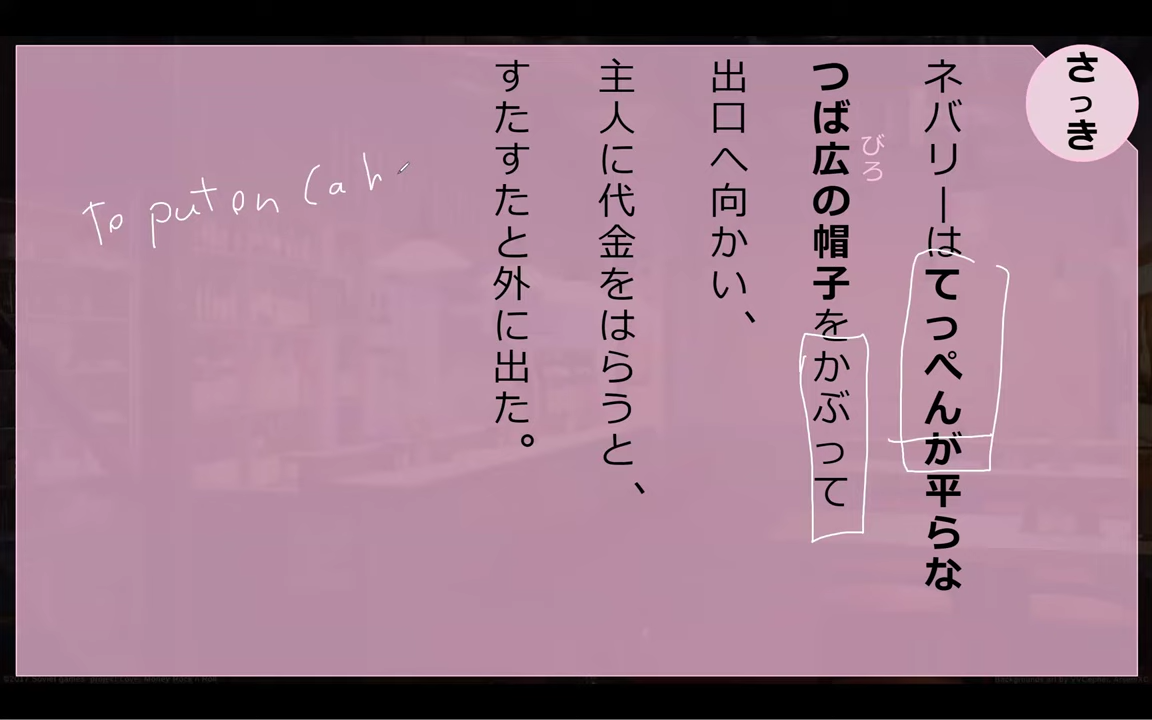 さっき
ネバリーはてっぺんが平らな
つば広の帽子をかぶって
びろ
出口へ向かい、
主人に代金をはらうと、
すたすたと外に出た。
To put on (a h